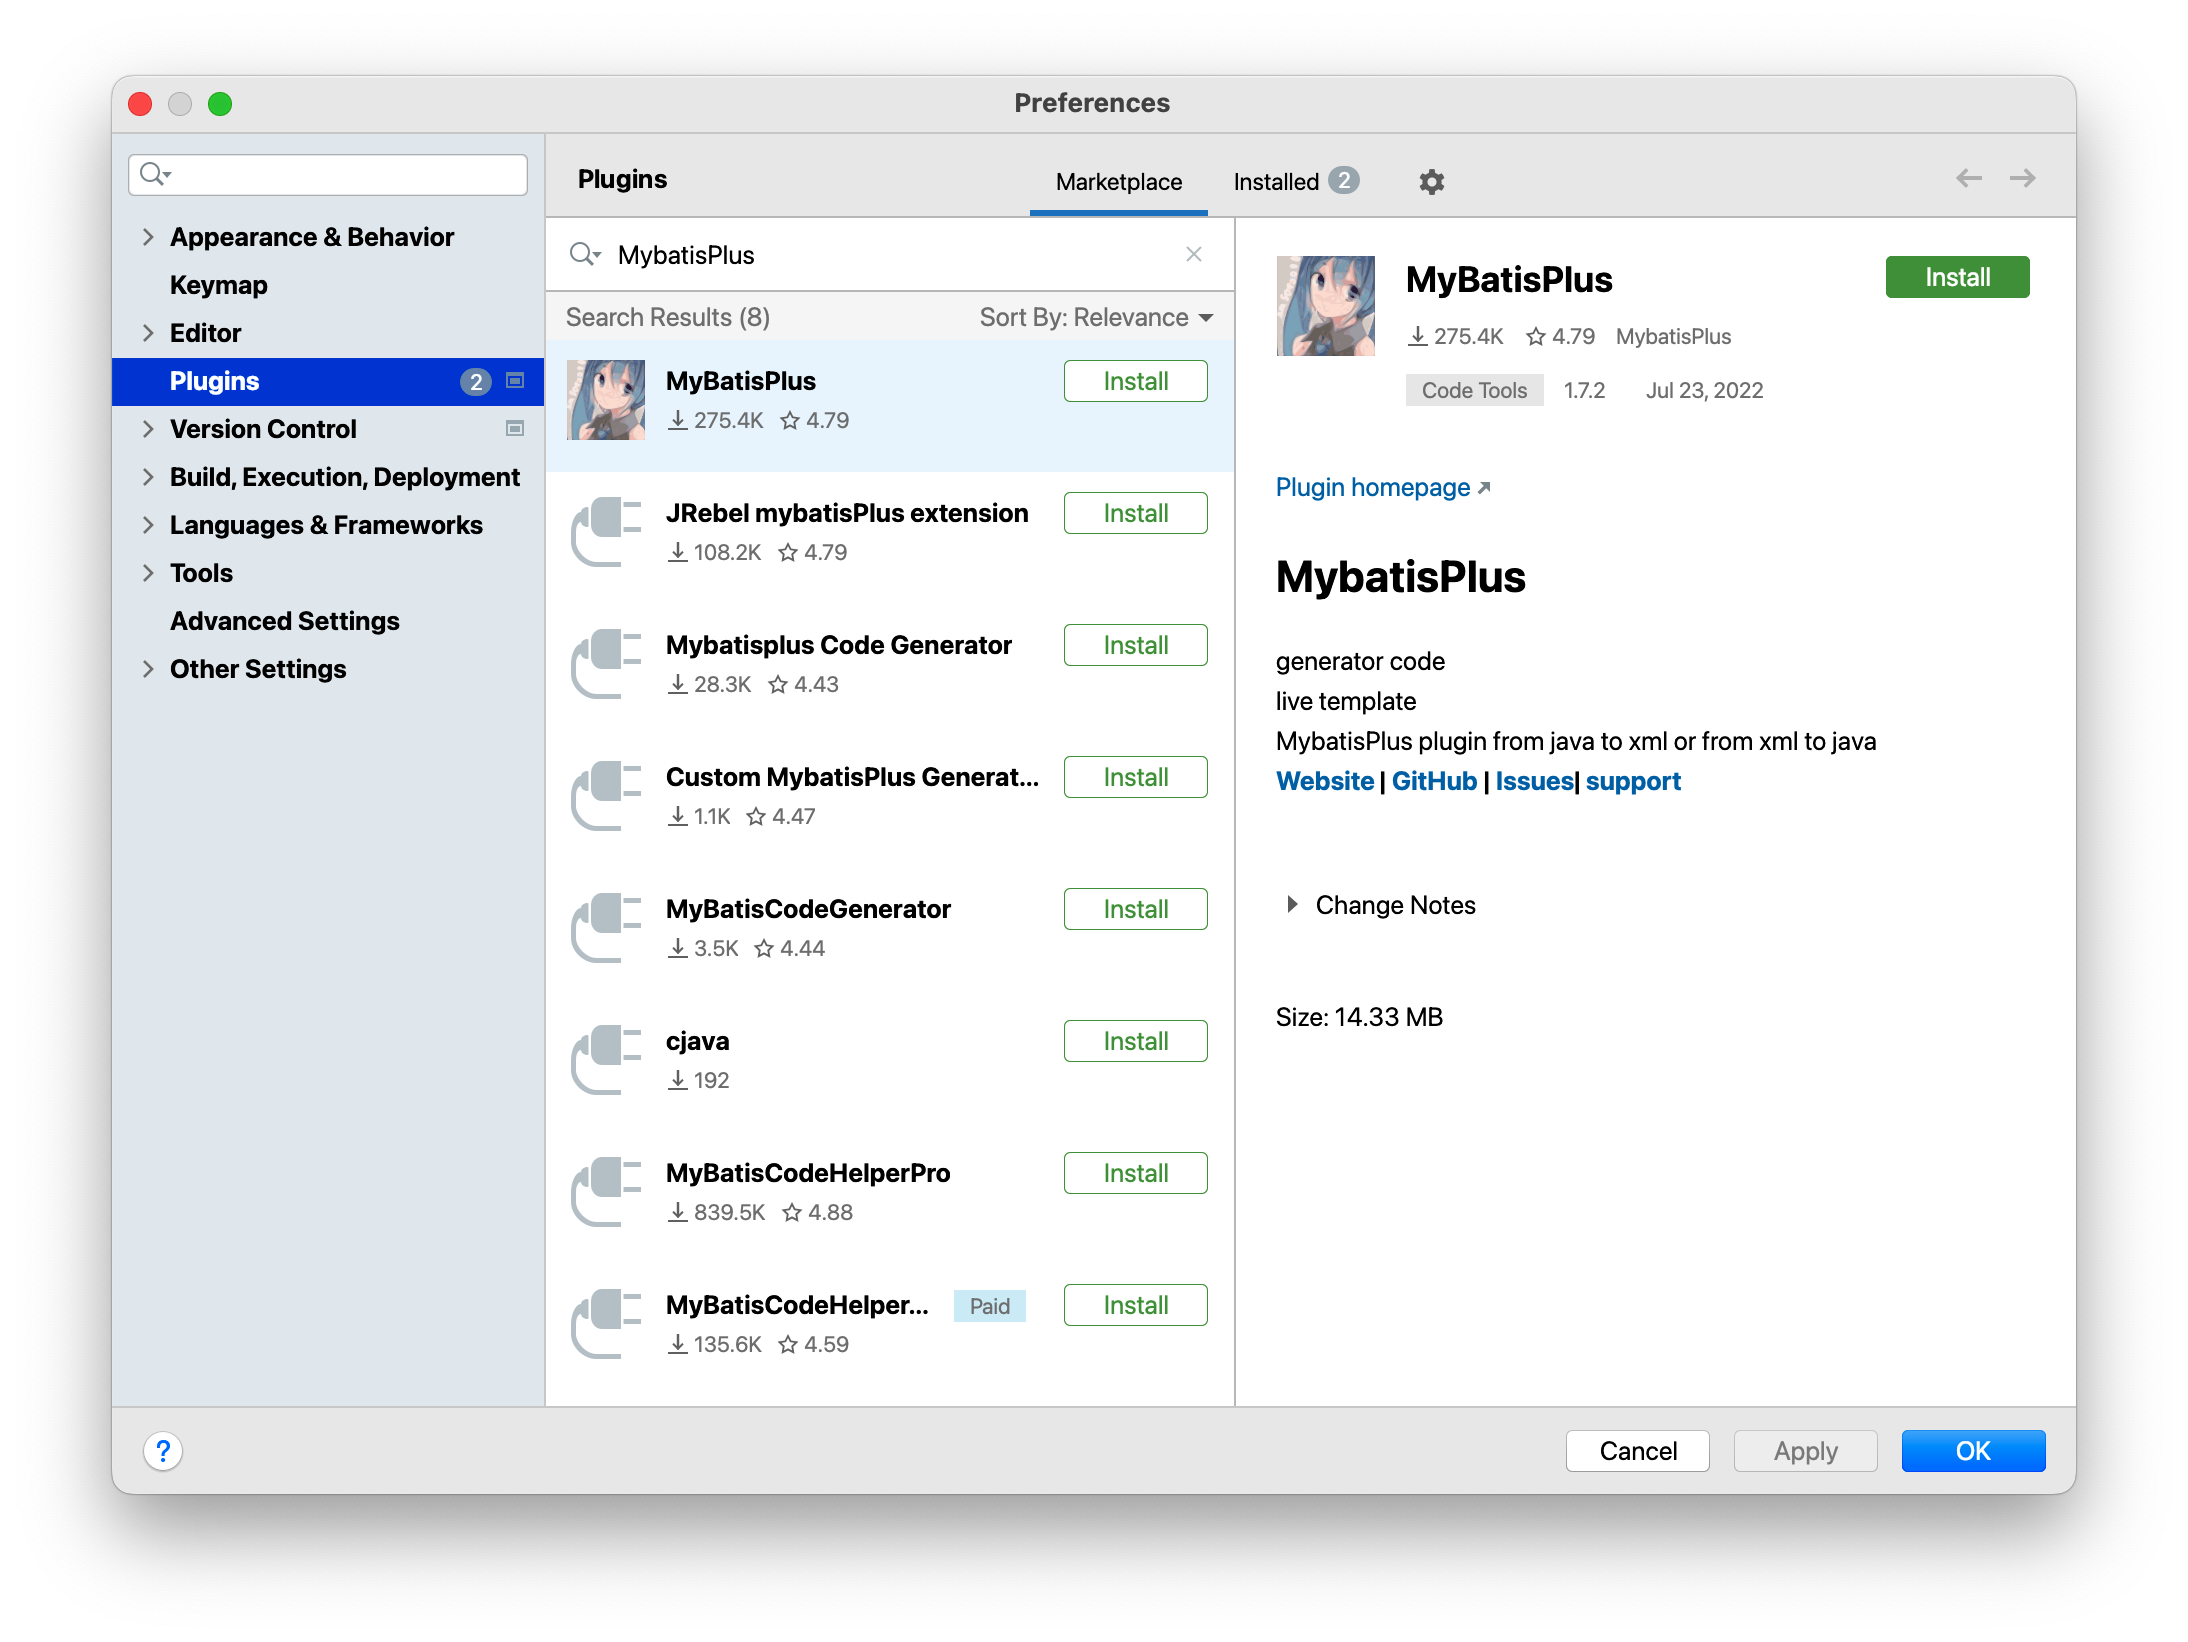 Preferences
Appearance & Behavior
Keymap
Editor
Plugins 2
Version Control
Build, Execution, Deployment
Languages & Frameworks
Tools
Advanced Settings
Other Settings
Plugins
Marketplace
Installed 2
MybatisPlus
Search Results (8)
Sort By: Relevance
MyBatisPlus
Install
275.4K 4.79
JRebel mybatisPlus extension
Install
108.2K 4.79
Mybatisplus Code Generator
Install
28.3K 4.43
Custom MybatisPlus Generat...
Install
1.1K 4.47
MyBatisCodeGenerator
Install
3.5K 4.44
cjava
Install
192
MyBatisCodeHelperPro
Install
839.5K 4.88
MyBatisCodeHelper...
Paid
Install
135.6K 4.59
MyBatisPlus
Install
275.4K 4.79 MybatisPlus
Code Tools 1.7.2 Jul 23, 2022
Plugin homepage
MybatisPlus
generator code
live template
MybatisPlus plugin from java to xml or from xml to java
Website | GitHub | Issues| support
Change Notes
Size: 14.33 MB
?
Cancel
Apply
OK